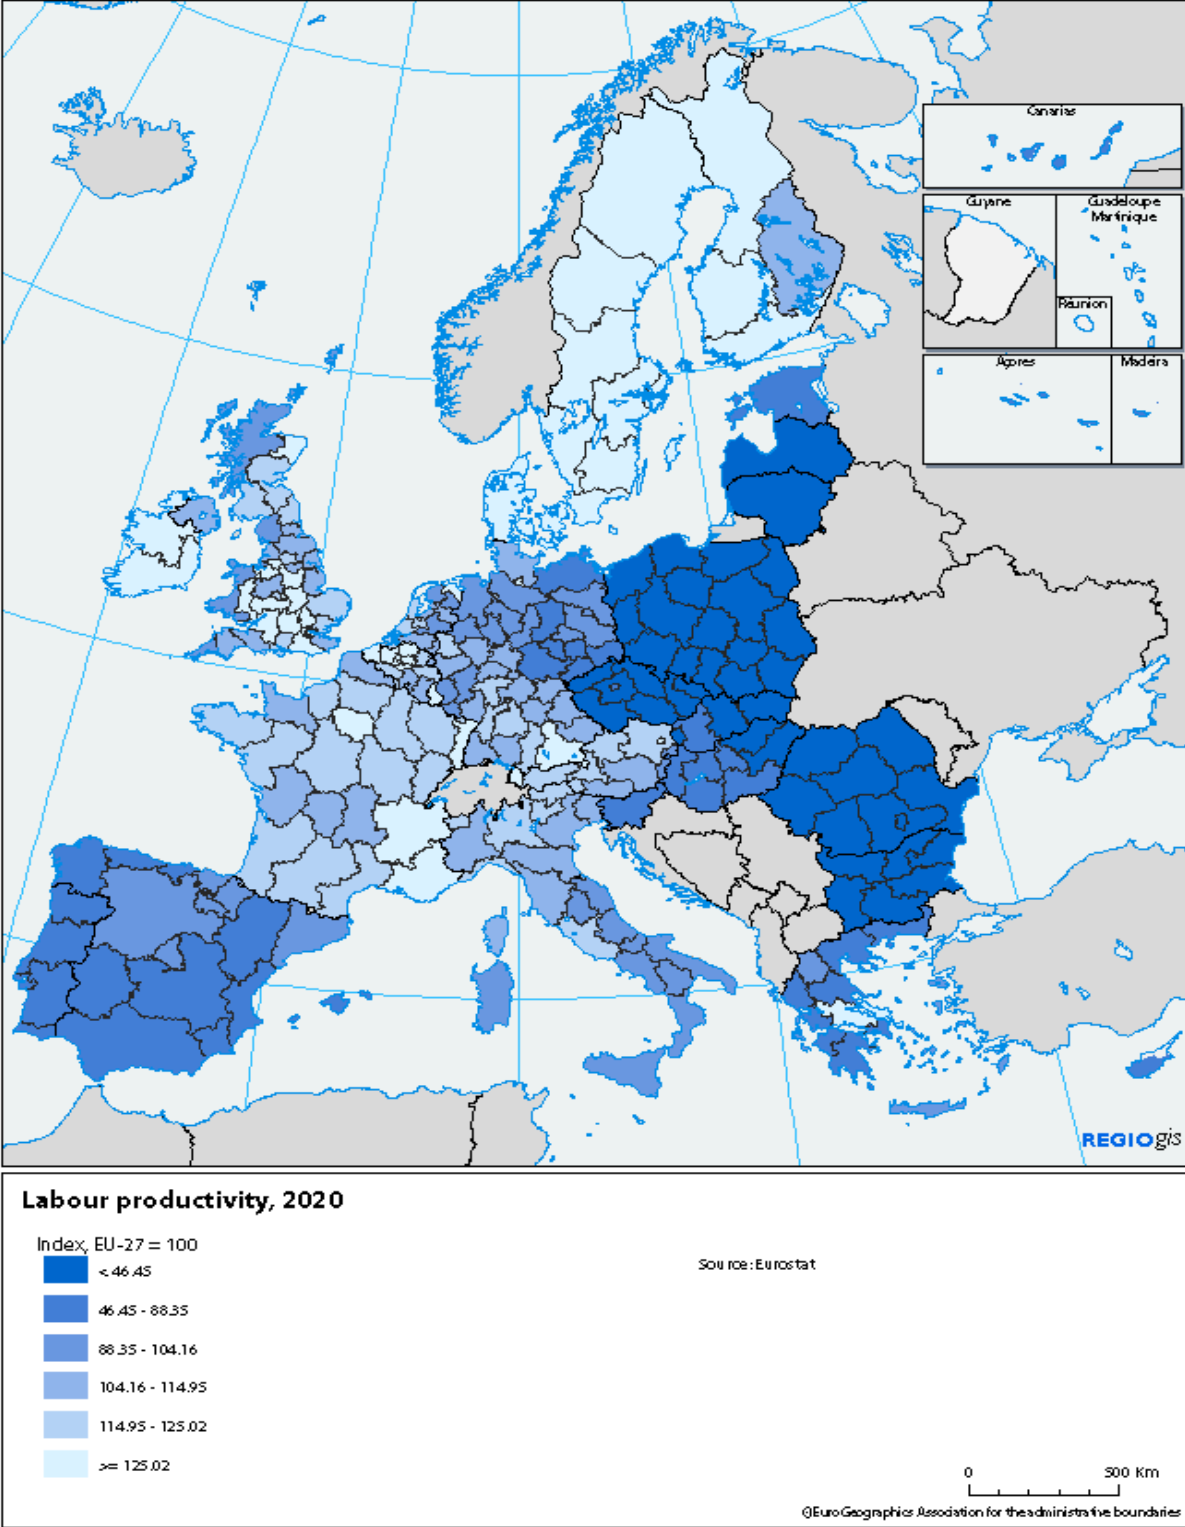 Canarias
Guyane
Guadeloupe
Martinique
Réunion
Açores
Madeira
REGIOgis
Labour productivity, 2020
Index, EU-27 = 100
< 46.45
46.45 - 88.35
88.35 - 104.16
104.16 - 114.95
114.95 - 125.02
>= 125.02
Source: Eurostat
0 500 Km
©EuroGeographics Association for the administrative boundaries